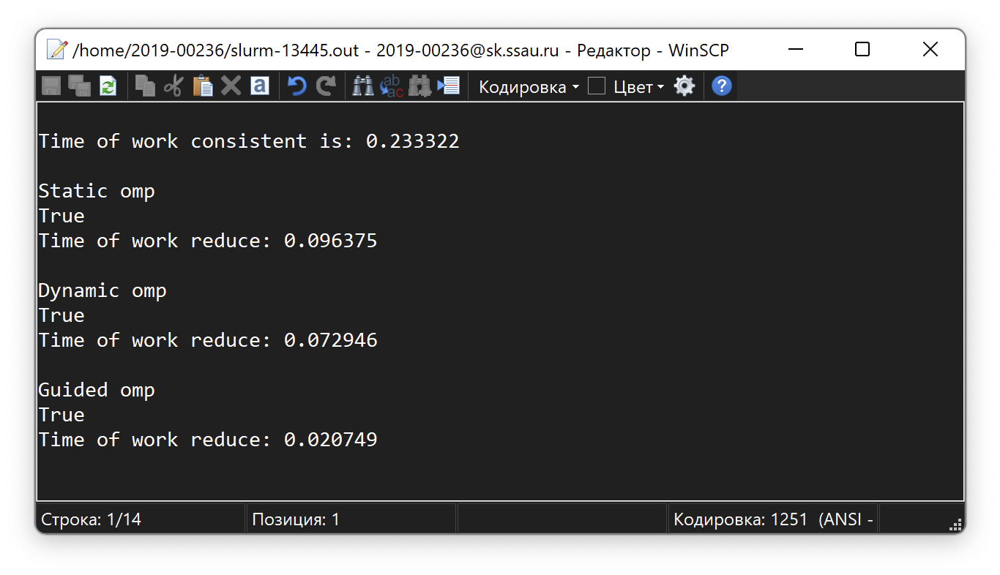 /home/2019-00236/slurm-13445.out - 2019-00236@sk.ssau.ru - Редактор - WinSCP
a ab ac Кодировка Цвет ?
Time of work consistent is: 0.233322
Static omp
True
Time of work reduce: 0.096375
Dynamic omp
True
Time of work reduce: 0.072946
Guided omp
True
Time of work reduce: 0.020749
Строка: 1/14 Позиция: 1 Кодировка: 1251 (ANSI -